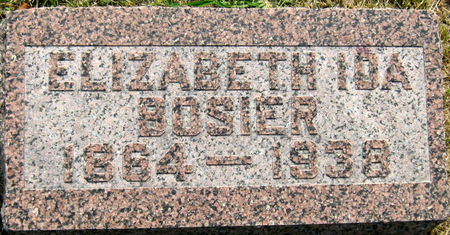 ELIZABETH IDA
BOSIER
1864 — 1938